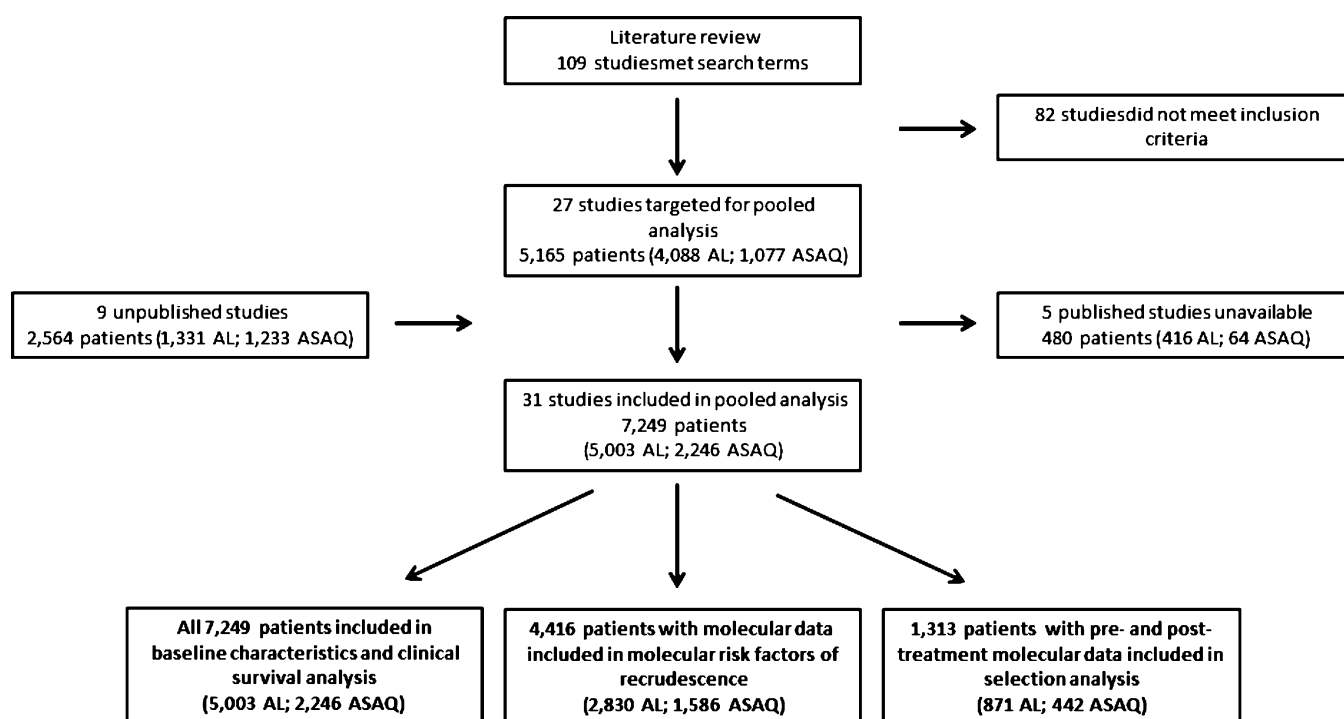 Literature review
109 studiesmet search terms
82 studiesdid not meet inclusion
criteria
27 studies targeted for pooled
analysis
5,165 patients (4,088 AL; 1,077 ASAQ)
9 unpublished studies
2,564 patients (1,331 AL; 1,233 ASAQ)
5 published studies unavailable
480 patients (416 AL; 64 ASAQ)
31 studies included in pooled analysis
7,249 patients
(5,003 AL; 2,246 ASAQ)
All 7,249 patients included in
baseline characteristics and clinical
survival analysis
(5,003 AL; 2,246 ASAQ)
4,416 patients with molecular data
included in molecular risk factors of
recrudescence
(2,830 AL; 1,586 ASAQ)
1,313 patients with pre- and post-
treatment molecular data included in
selection analysis
(871 AL; 442 ASAQ)